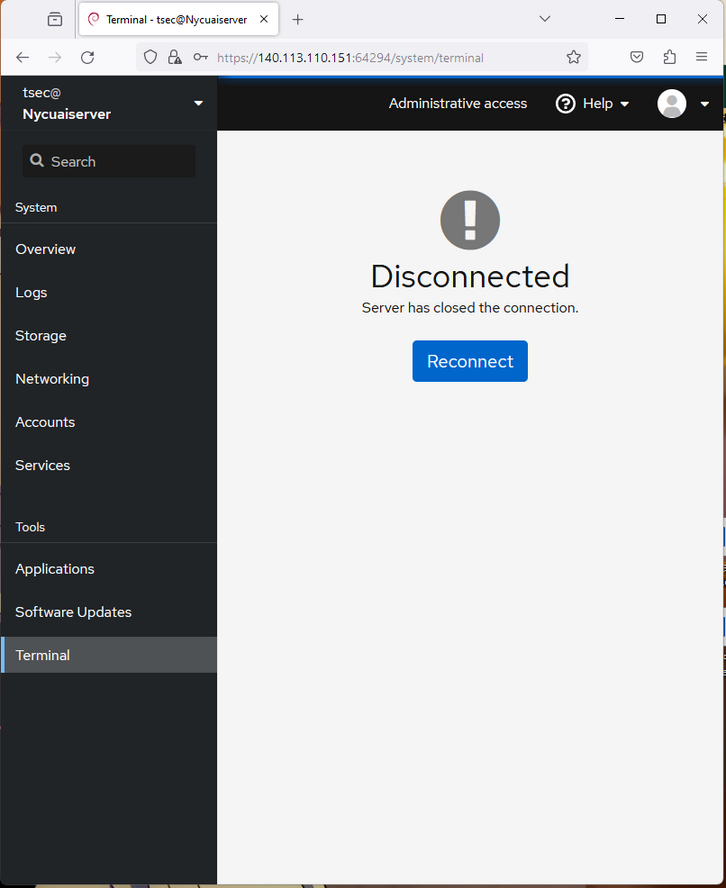 Terminal - tsec@Nycuaiserver
https://140.113.110.151:64294/system/terminal
tsec@
Nycuaiserver
Administrative access
Help
Search
System
Overview
Logs
Storage
Networking
Accounts
Services
Tools
Applications
Software Updates
Terminal
Disconnected
Server has closed the connection.
Reconnect